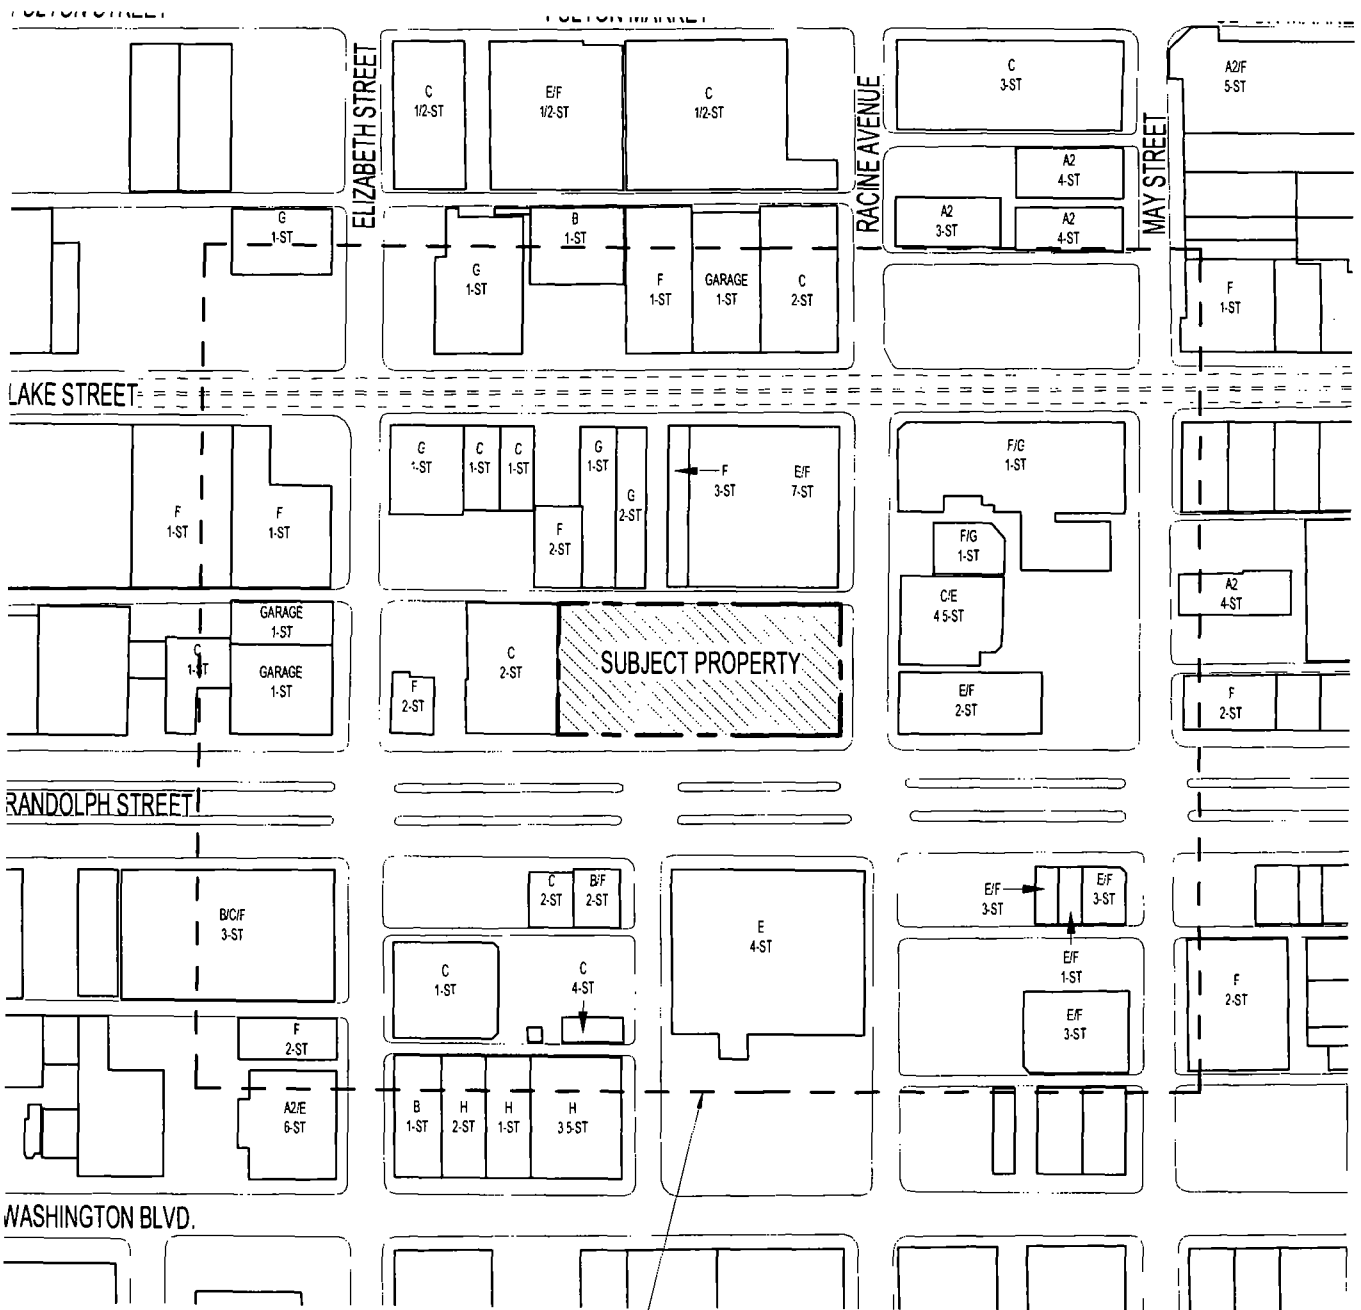 FULTON STREET
FULTON MARKET
ELIZABETH STREET
RACINE AVENUE
MAY STREET
C
1/2-ST
E/F
1/2-ST
C
1/2-ST
C
3-ST
A2/F
5-ST
A2
4-ST
A2
3-ST
A2
4-ST
G
1-ST
G
1-ST
B
1-ST
F
1-ST
GARAGE
1-ST
C
2-ST
F
1-ST
LAKE STREET
F
1-ST
F
1-ST
G
1-ST
C
1-ST
C
1-ST
G
1-ST
G
2-ST
F
2-ST
F
3-ST
E/F
7-ST
F/G
1-ST
F/G
1-ST
C/E
4 5-ST
A2
4-ST
GARAGE
1-ST
C
1-ST
GARAGE
1-ST
F
2-ST
C
2-ST
SUBJECT PROPERTY
E/F
2-ST
F
2-ST
RANDOLPH STREET
B/C/F
3-ST
C
2-ST
B/F
2-ST
E
4-ST
E/F
3-ST
E/F
3-ST
E/F
1-ST
C
1-ST
C
4-ST
E/F
3-ST
F
2-ST
F
2-ST
A2/E
6-ST
B
1-ST
H
2-ST
H
1-ST
H
3 5-ST
WASHINGTON BLVD.